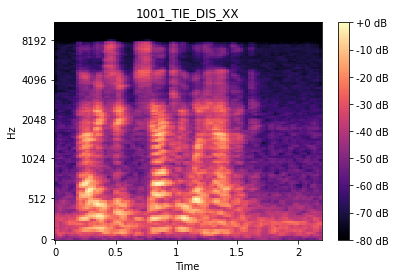 1001_TIE_DIS_XX
Hz
8192
4096
2048
1024
512
0
0
0.5
1
1.5
2
Time
+0 dB
-10 dB
-20 dB
-30 dB
-40 dB
-50 dB
-60 dB
-70 dB
-80 dB